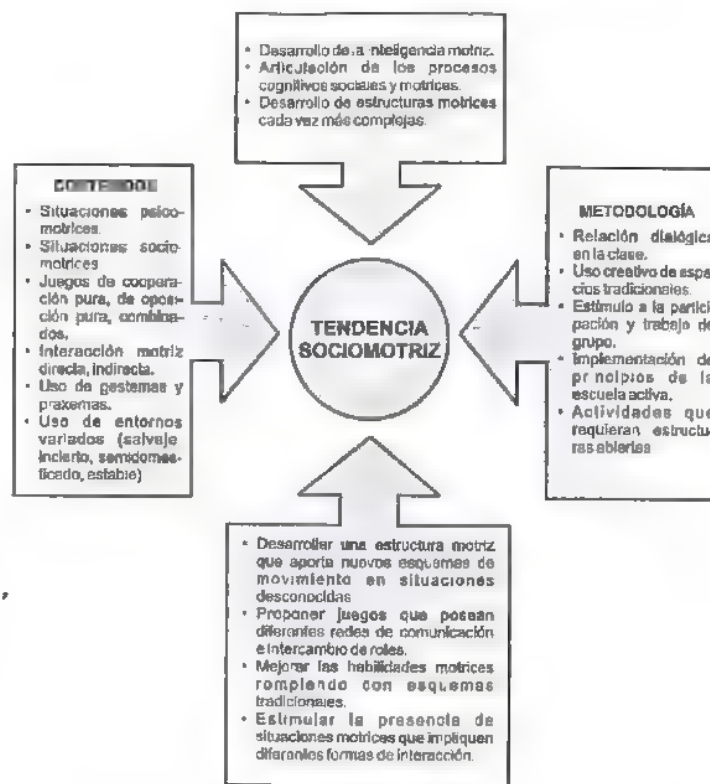 • Desarrollo de a nteligencia motriz.
• Articulación de los procesos
cognitivos sociales y motrices.
• Desarrollo de estructuras motrices
cada vez más complejas.
CONTENIDOS
• Situaciones psico-
motrices.
• Situaciones socio-
motrices
• Juegos de coopera-
ción pura, de oposi-
ción pura, combina-
dos.
• Interacción motriz
directa, indirecta.
• Uso de gestemas y
praxemas.
• Uso de entornos
variados (salvaje
incierto, semidomes-
ticado, estable)
TENDENCIA
SOCIOMOTRIZ
METODOLOGÍA
• Relación dialógica
en la clase.
• Uso creativo de espa
cios tradicionales.
• Estímulo a la partici
pación y trabajo de
grupo.
• Implementación de
pr ncipios de la
escuela activa.
• Actividades que
requieran estructu
ras abiertas
• Desarrollar una estructura motriz
que aporte nuevos esquemas de
movimiento en situaciones
desconocidas
• Proponer juegos que posean
diferentes redes de comunicación
e intercambio de roles.
• Mejorar las habilidades motrices
rompiendo con esquemas
tradicionales.
• Estimular la presencia de
situaciones motrices que impliquen
diferentes formas de interacción.